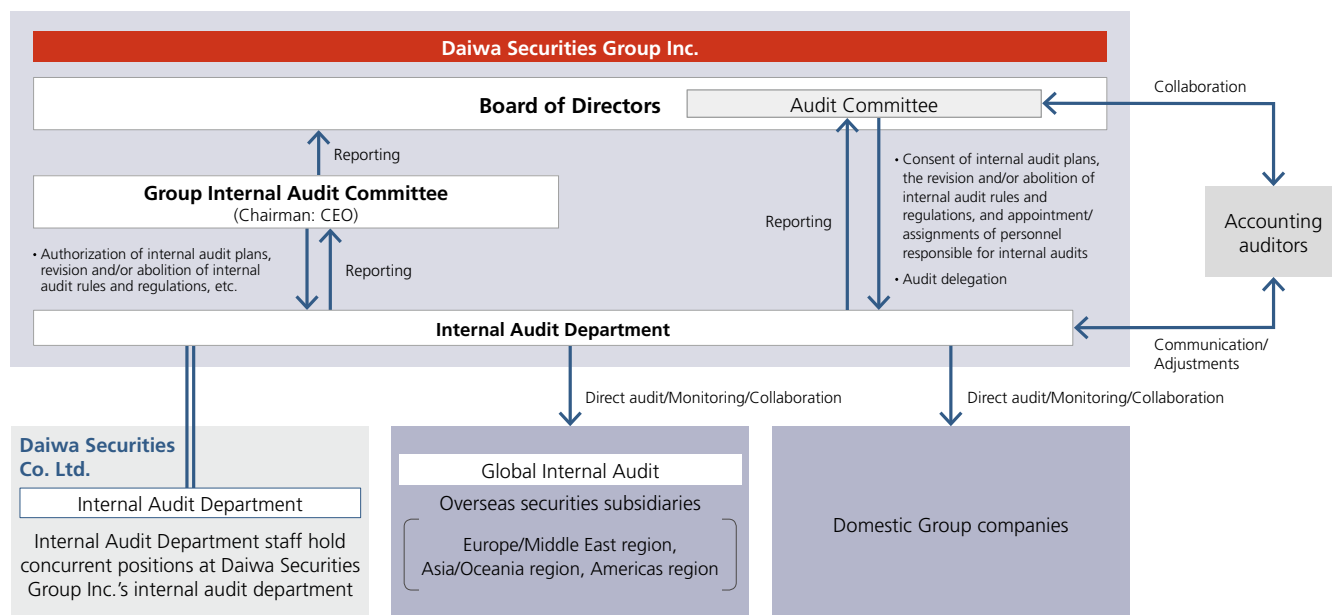 Daiwa Securities Group Inc.
Board of Directors
Audit Committee
Collaboration
Reporting
Group Internal Audit Committee
(Chairman: CEO)
• Authorization of internal audit plans,
revision and/or abolition of internal
audit rules and regulations, etc.
Reporting
Reporting
• Consent of internal audit plans,
the revision and/or abolition of
internal audit rules and
regulations, and appointment/
assignments of personnel
responsible for internal audits
• Audit delegation
Accounting
auditors
Internal Audit Department
Communication/
Adjustments
Direct audit/Monitoring/Collaboration
Direct audit/Monitoring/Collaboration
Daiwa Securities
Co. Ltd.
Internal Audit Department
Internal Audit Department staff hold
concurrent positions at Daiwa Securities
Group Inc.'s internal audit department
Global Internal Audit
Overseas securities subsidiaries
Europe/Middle East region,
Asia/Oceania region, Americas region
Domestic Group companies